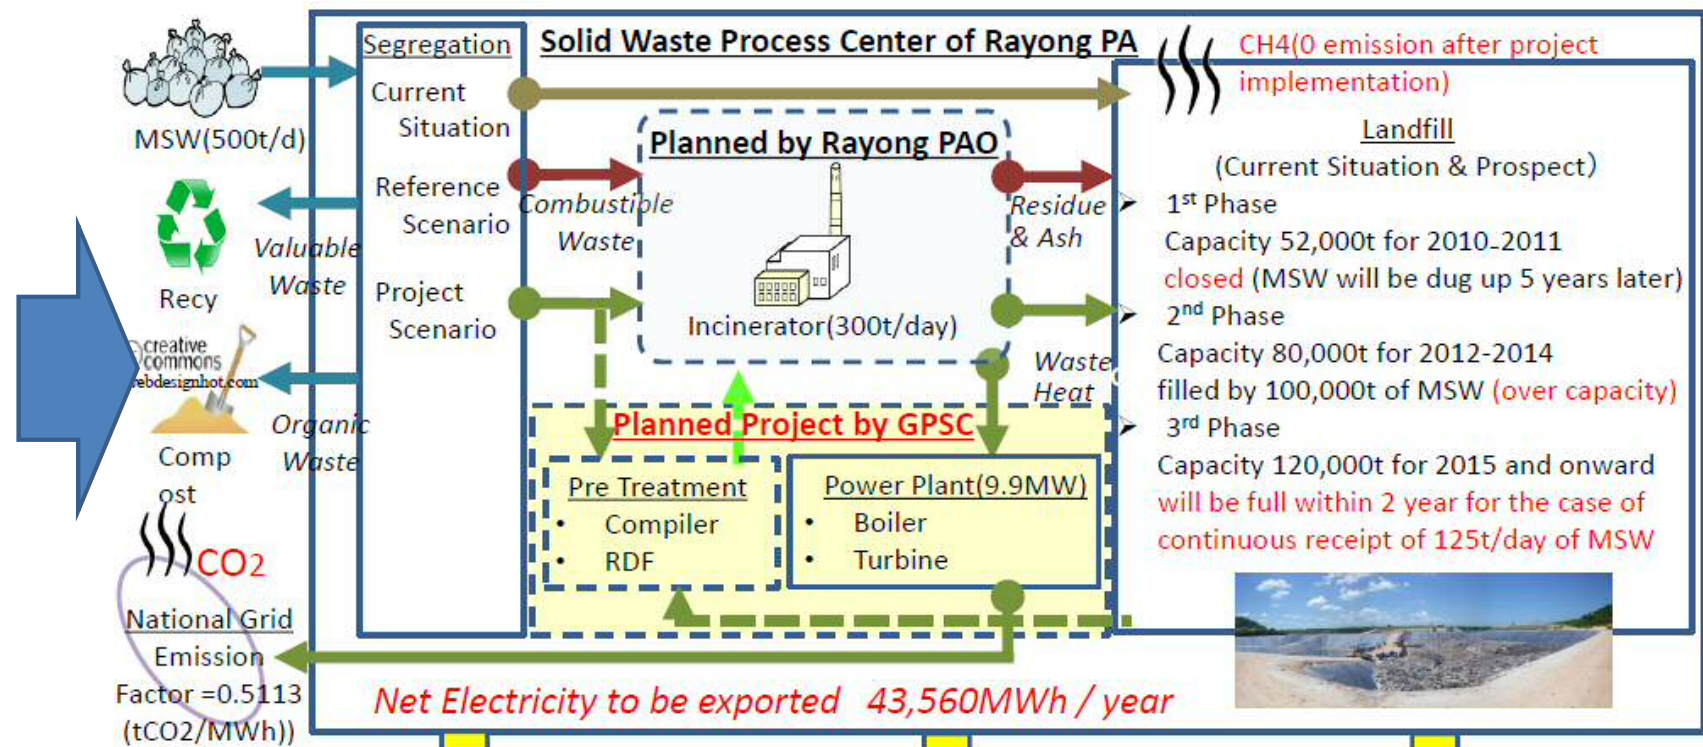 Solid Waste Process Center of Rayong PA
MSW(500t/d)
Valuable
Waste
Recy
creative
commons
webdesignhot.com
Organic
Waste
Comp
ost
CO2
National Grid
Emission
Factor =0.5113
(tCO2/MWh))
Segregation
Current
Situation
Reference
Scenario
Project
Scenario
Combustible
Waste
Planned by Rayong PAO
Incinerator(300t/day)
Residue
& Ash
Waste
Heat
Planned Project by GPSC
Pre Treatment
• Compiler
• RDF
Power Plant(9.9MW)
• Boiler
• Turbine
CH4(0 emission after project
implementation)
Landfill
(Current Situation & Prospect)
➢ 1st Phase
Capacity 52,000t for 2010-2011
closed (MSW will be dug up 5 years later)
➢ 2nd Phase
Capacity 80,000t for 2012-2014
filled by 100,000t of MSW (over capacity)
➢ 3rd Phase
Capacity 120,000t for 2015 and onward
will be full within 2 year for the case of
continuous receipt of 125t/day of MSW
Net Electricity to be exported 43,560MWh / year